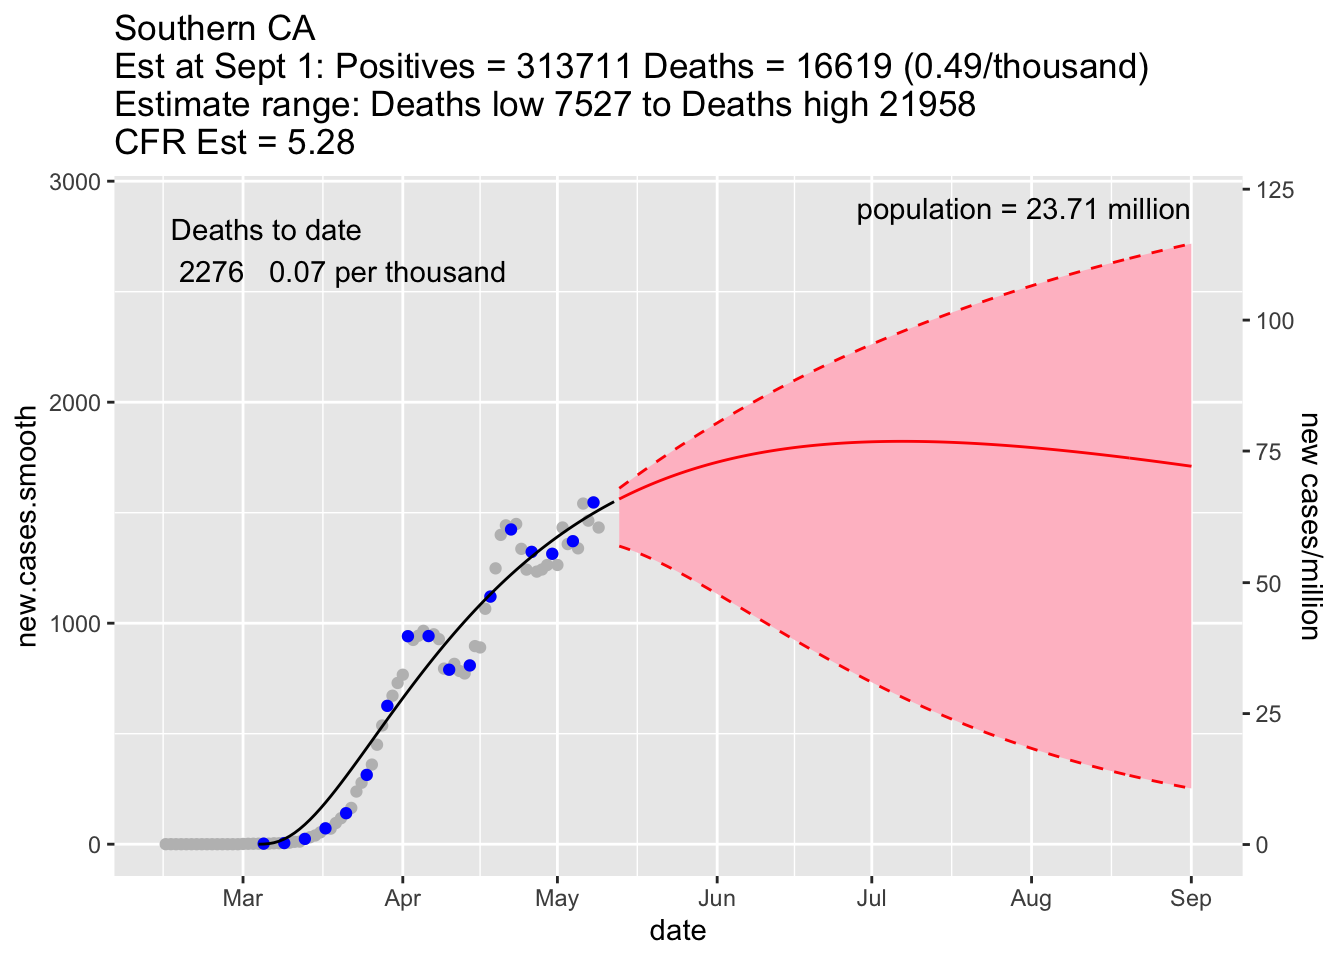 Southern CA
Est at Sept 1: Positives = 313711 Deaths = 16619 (0.49/thousand)
Estimate range: Deaths low 7527 to Deaths high 21958
CFR Est = 5.28
3000
2000
1000
0
new.cases.smooth
Deaths to date
2276 0.07 per thousand
population = 23.71 million
125
100
75
50
25
0
new cases/million
Mar Apr May Jun Jul Aug Sep
date